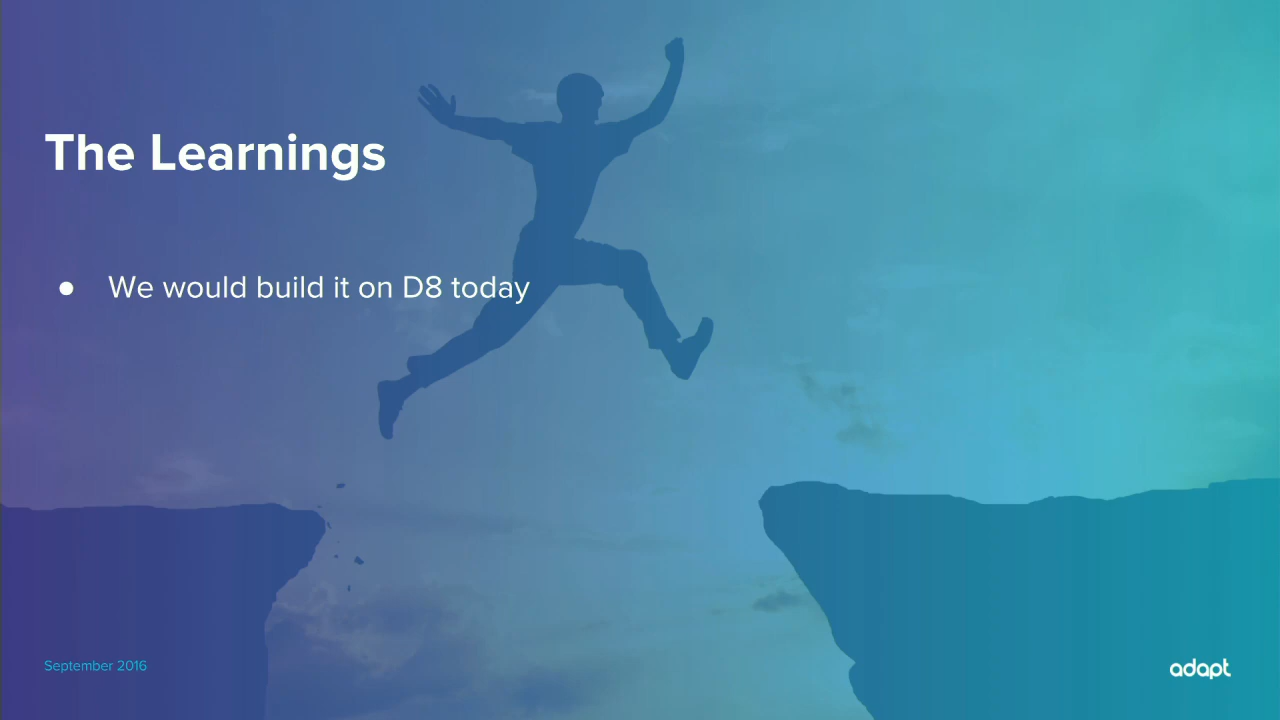 The Learnings
● We would build it on D8 today
September 2016
adapt